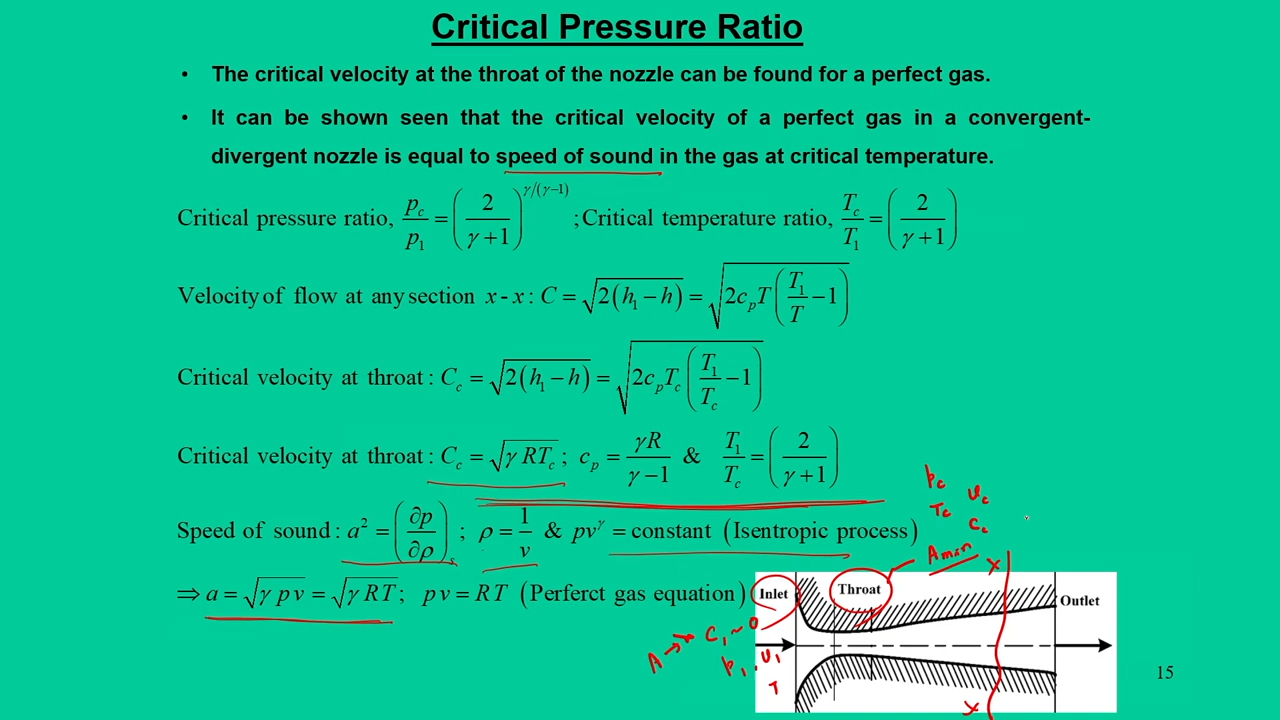 Critical Pressure Ratio
• The critical velocity at the throat of the nozzle can be found for a perfect gas.
• It can be shown seen that the critical velocity of a perfect gas in a convergent-
divergent nozzle is equal to speed of sound in the gas at critical temperature.
Critical pressure ratio, p_c/p_1 = (2/(γ+1))^(γ/(γ−1)) ; Critical temperature ratio, T_c/T_1 = (2/(γ+1))
Velocity of flow at any section x-x : C = √(2(h_1 − h)) = √(2c_pT(T_1/T − 1))
Critical velocity at throat : C_c = √(2(h_1 − h)) = √(2c_pT_c(T_1/T_c − 1))
Critical velocity at throat : C_c = √(γRT_c) ; c_p = γR/(γ−1) & T_1/T_c = (2/(γ+1))
Speed of sound : a² = (∂p/∂ρ)_s ; ρ = 1/v & pv^γ = constant (Isentropic process)
⇒ a = √(γpv) = √(γRT) ; pv = RT (Perferct gas equation)
p_c
T_c v_c
C_c
A min
X
Inlet
Throat
Outlet
A → C_1 ~ 0
p_1, v_1
T
X
15